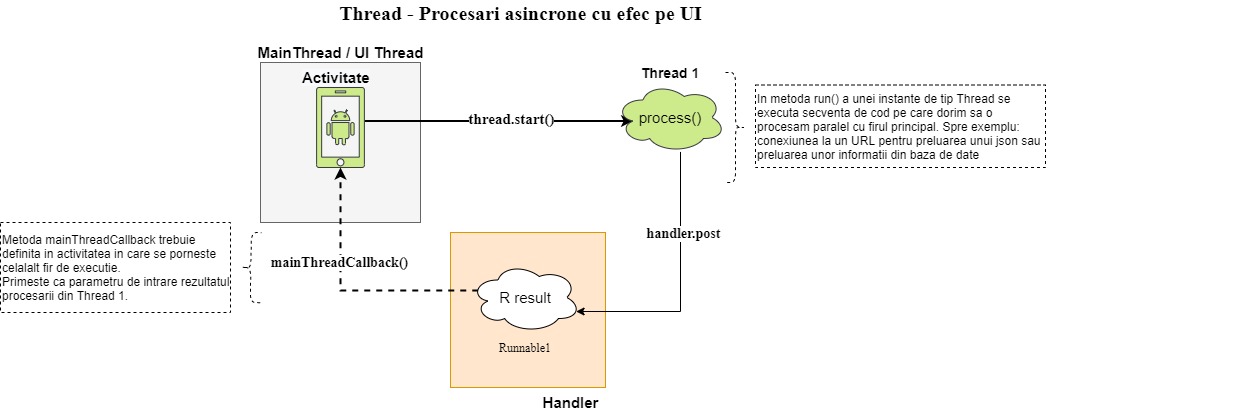 Thread - Procesari asincrone cu efec pe UI
MainThread / UI Thread
Activitate
Thread 1
thread.start()
process()
In metoda run() a unei instante de tip Thread se
executa secventa de cod pe care dorim sa o
procesam paralel cu firul principal. Spre exemplu:
conexiunea la un URL pentru preluarea unui json sau
preluarea unor informatii din baza de date
handler.post
Metoda mainThreadCallback trebuie
definita in activitatea in care se porneste
celalalt fir de executie.
Primeste ca parametru de intrare rezultatul
procesarii din Thread 1.
mainThreadCallback()
R result
Runnable1
Handler